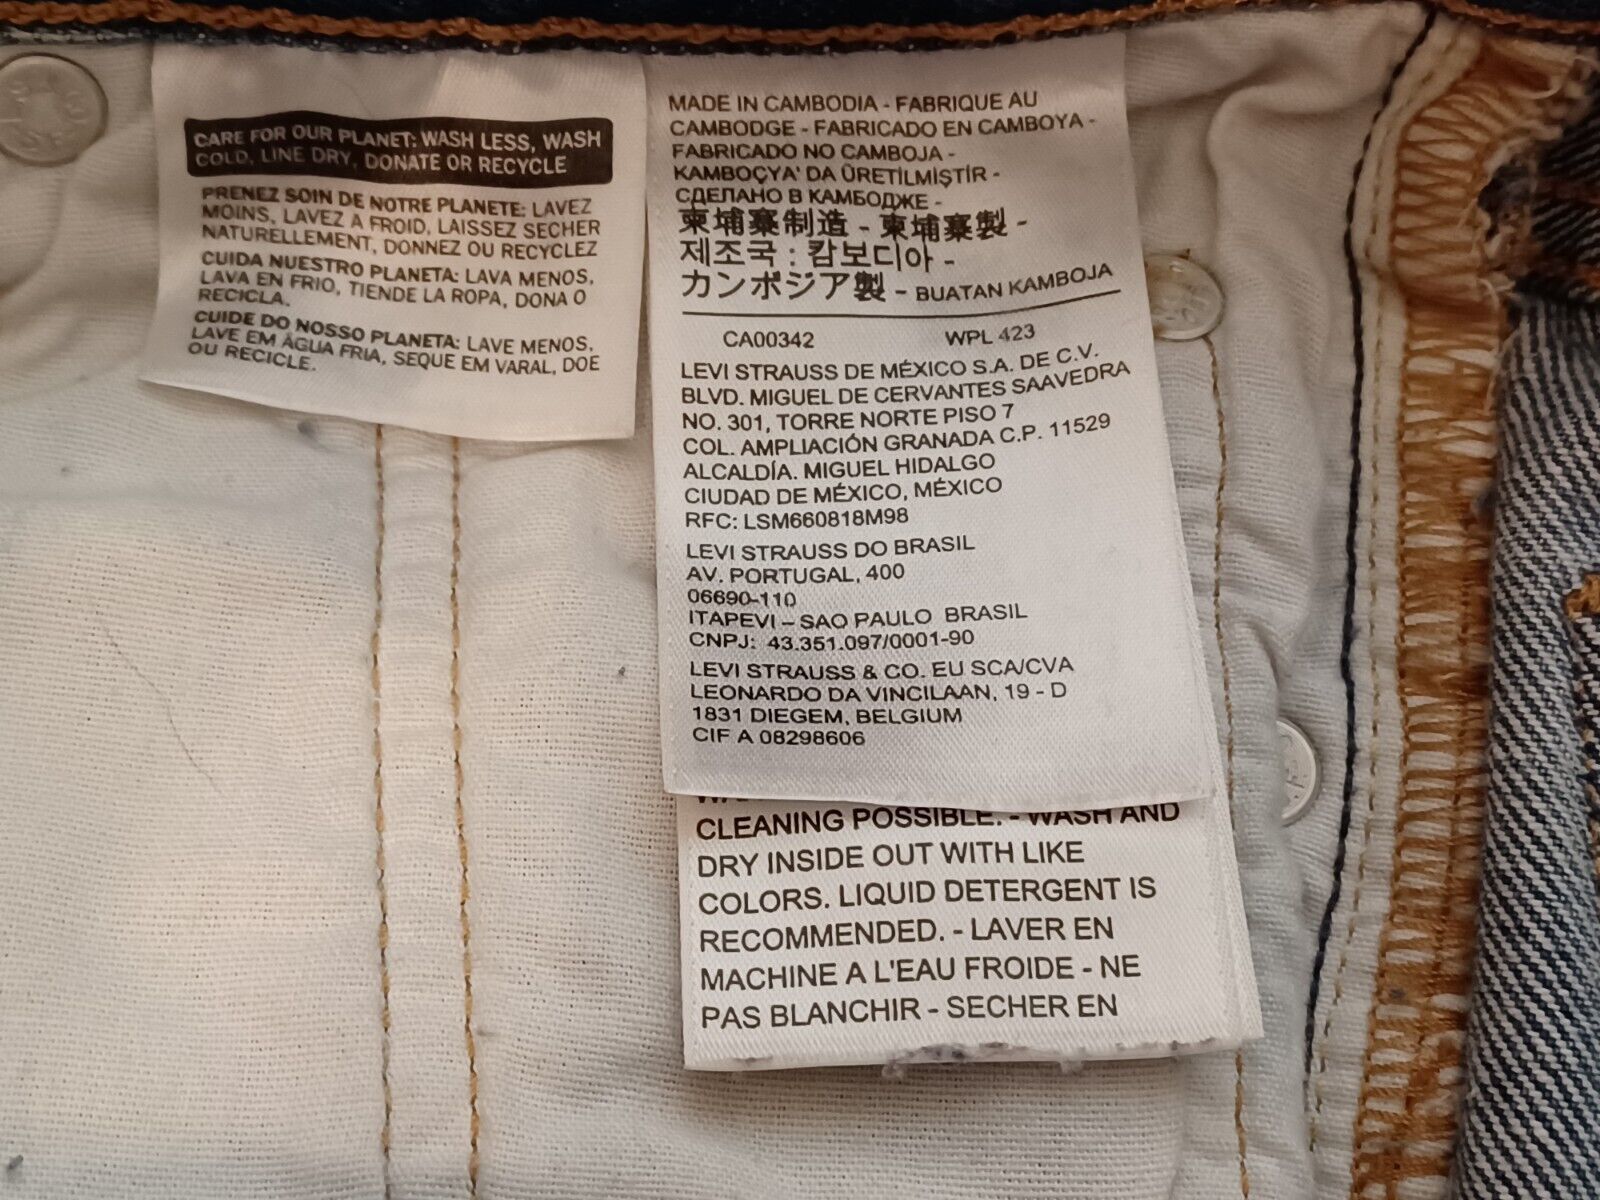 CARE FOR OUR PLANET: WASH LESS, WASH
COLD, LINE DRY, DONATE OR RECYCLE
PRENEZ SOIN DE NOTRE PLANETE: LAVEZ
MOINS, LAVEZ A FROID, LAISSEZ SECHER
NATURELLEMENT, DONNEZ OU RECYCLEZ
CUIDA NUESTRO PLANETA: LAVA MENOS,
LAVA EN FRIO, TIENDE LA ROPA, DONA O
RECICLA.
CUIDE DO NOSSO PLANETA: LAVE MENOS,
LAVE EM ÁGUA FRIA, SEQUE EM VARAL, DOE
OU RECICLE.
MADE IN CAMBODIA - FABRIQUE AU
CAMBODGE - FABRICADO EN CAMBOYA -
FABRICADO NO CAMBOJA -
KAMBOÇYA' DA ÜRETİLMİŞTİR -
СДЕЛАНО В КАМБОДЖЕ -
柬埔寨制造 - 柬埔寨製 -
제조국 : 캄보디아 -
カンボジア製 - BUATAN KAMBOJA
CA00342 WPL 423
LEVI STRAUSS DE MÉXICO S.A. DE C.V.
BLVD. MIGUEL DE CERVANTES SAAVEDRA
NO. 301, TORRE NORTE PISO 7
COL. AMPLIACIÓN GRANADA C.P. 11529
ALCALDÍA. MIGUEL HIDALGO
CIUDAD DE MÉXICO, MÉXICO
RFC: LSM660818M98
LEVI STRAUSS DO BRASIL
AV. PORTUGAL, 400
06690-110
ITAPEVI – SAO PAULO BRASIL
CNPJ: 43.351.097/0001-90
LEVI STRAUSS & CO. EU SCA/CVA
LEONARDO DA VINCILAAN, 19 - D
1831 DIEGEM, BELGIUM
CIF A 08298606
CLEANING POSSIBLE. - WASH AND
DRY INSIDE OUT WITH LIKE
COLORS. LIQUID DETERGENT IS
RECOMMENDED. - LAVER EN
MACHINE A L'EAU FROIDE - NE
PAS BLANCHIR - SECHER EN